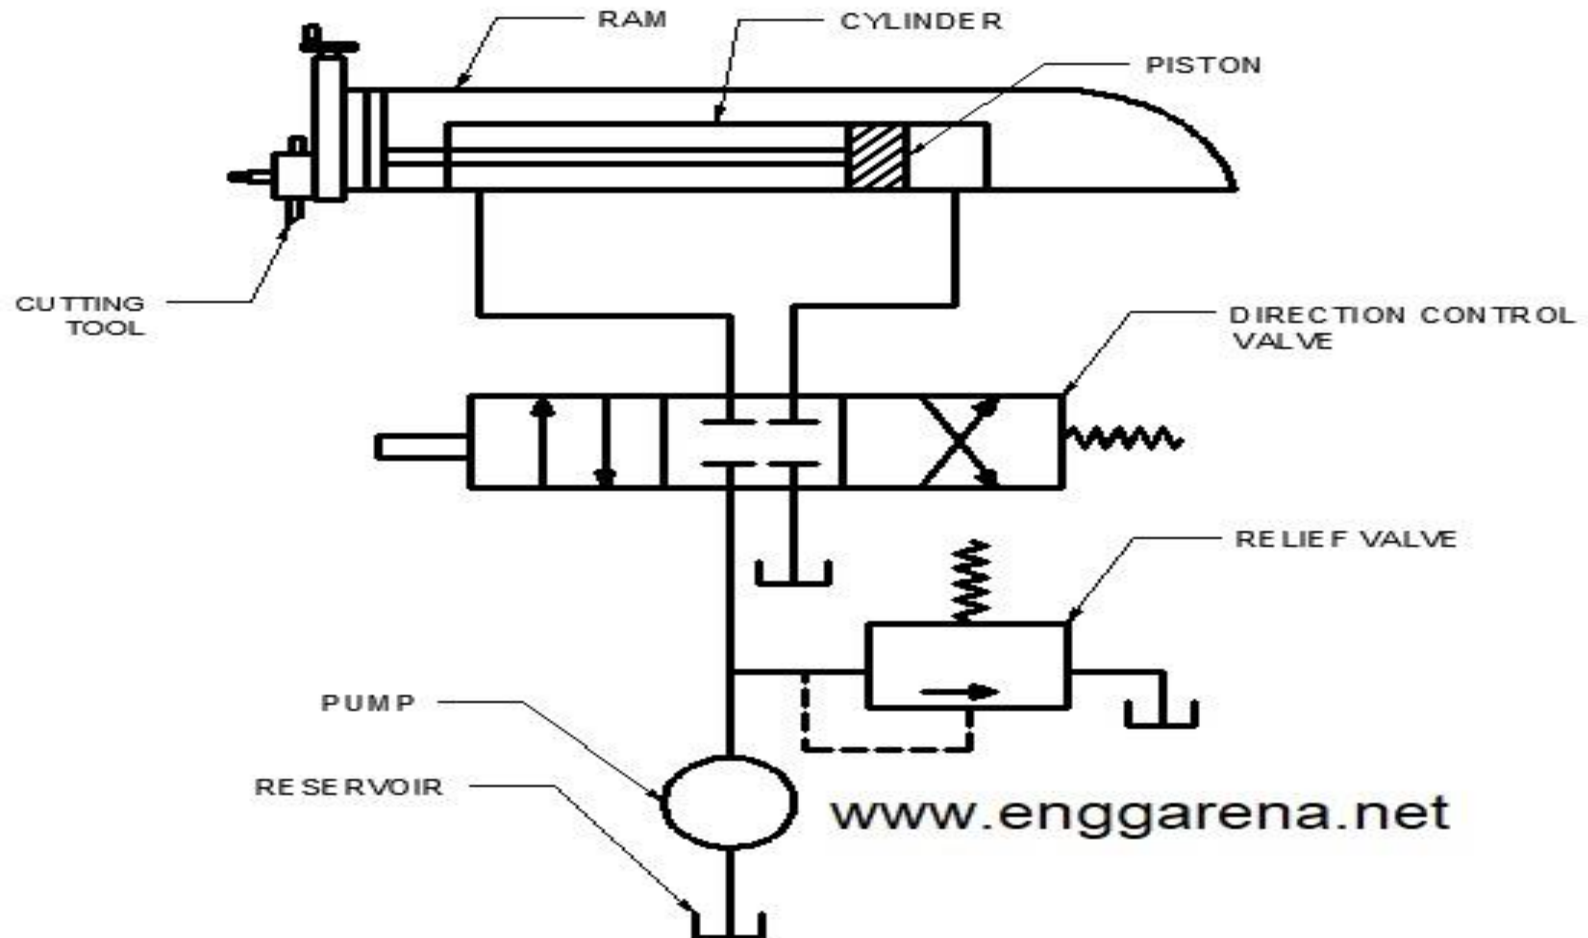 RAM
CYLINDER
PISTON
CUTTING
TOOL
DIRECTION CONTROL
VALVE
RELIEF VALVE
PUMP
RESERVOIR
www.enggarena.net